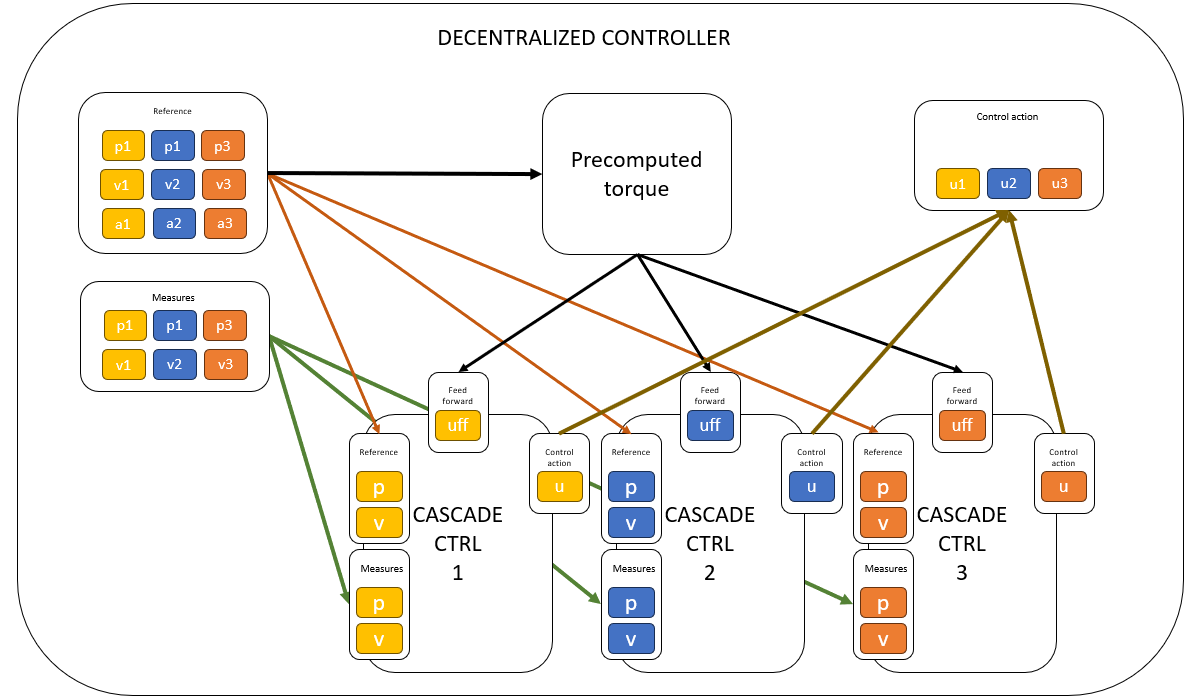 DECENTRALIZED CONTROLLER
Reference
p1 p1 p3
v1 v2 v3
a1 a2 a3
Precomputed
torque
Control action
u1 u2 u3
Measures
p1 p1 p3
v1 v2 v3
Feed
forward
uff
Reference
p
v
Control
action
u
CASCADE
CTRL
1
Measures
p
v
Feed
forward
uff
Reference
p
v
Control
action
u
CASCADE
CTRL
2
Measures
p
v
Feed
forward
uff
Reference
p
v
Control
action
u
CASCADE
CTRL
3
Measures
p
v